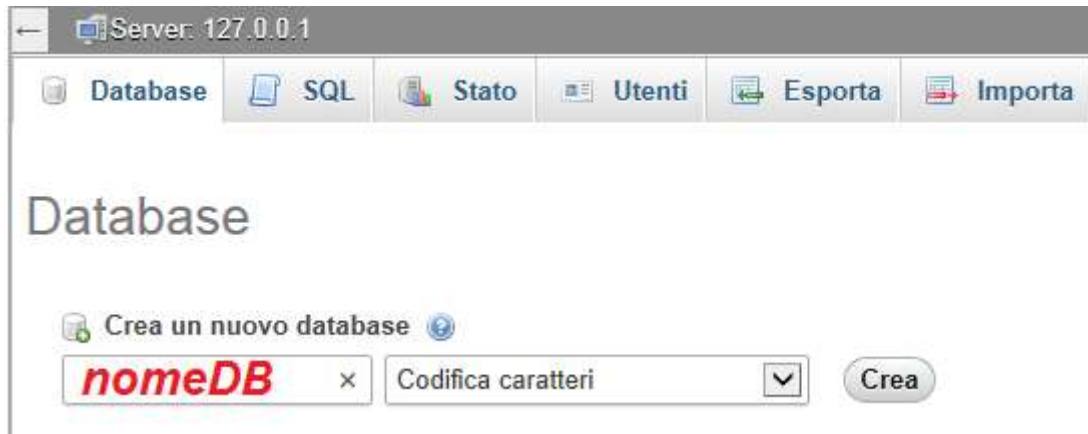 Server: 127.0.0.1
Database SQL Stato Utenti Esporta Importa
Database
Crea un nuovo database
nomeDB × Codifica caratteri Crea